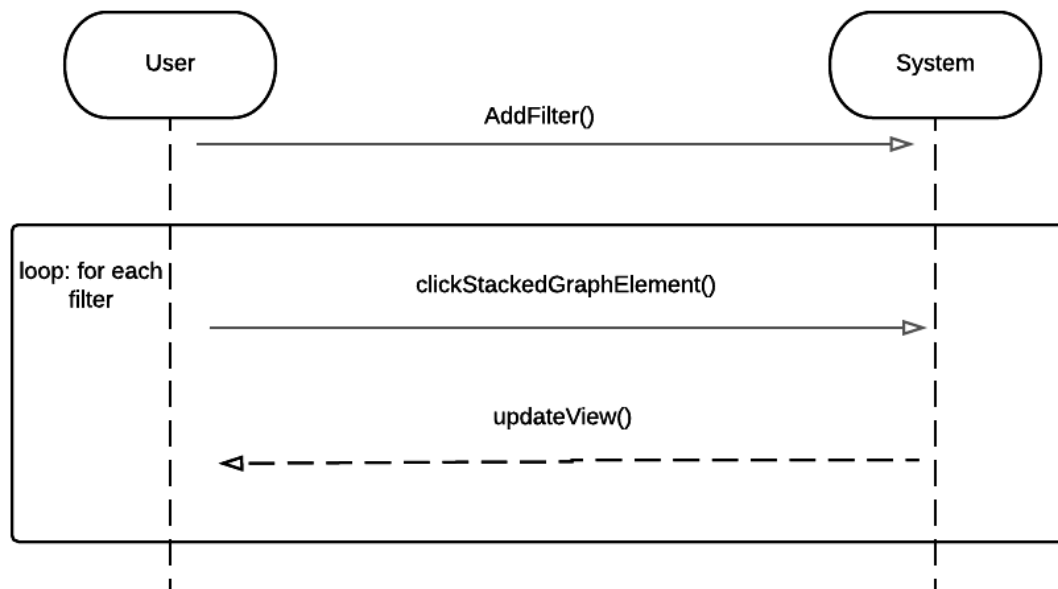 User
System
AddFilter()
loop: for each
filter
clickStackedGraphElement()
updateView()